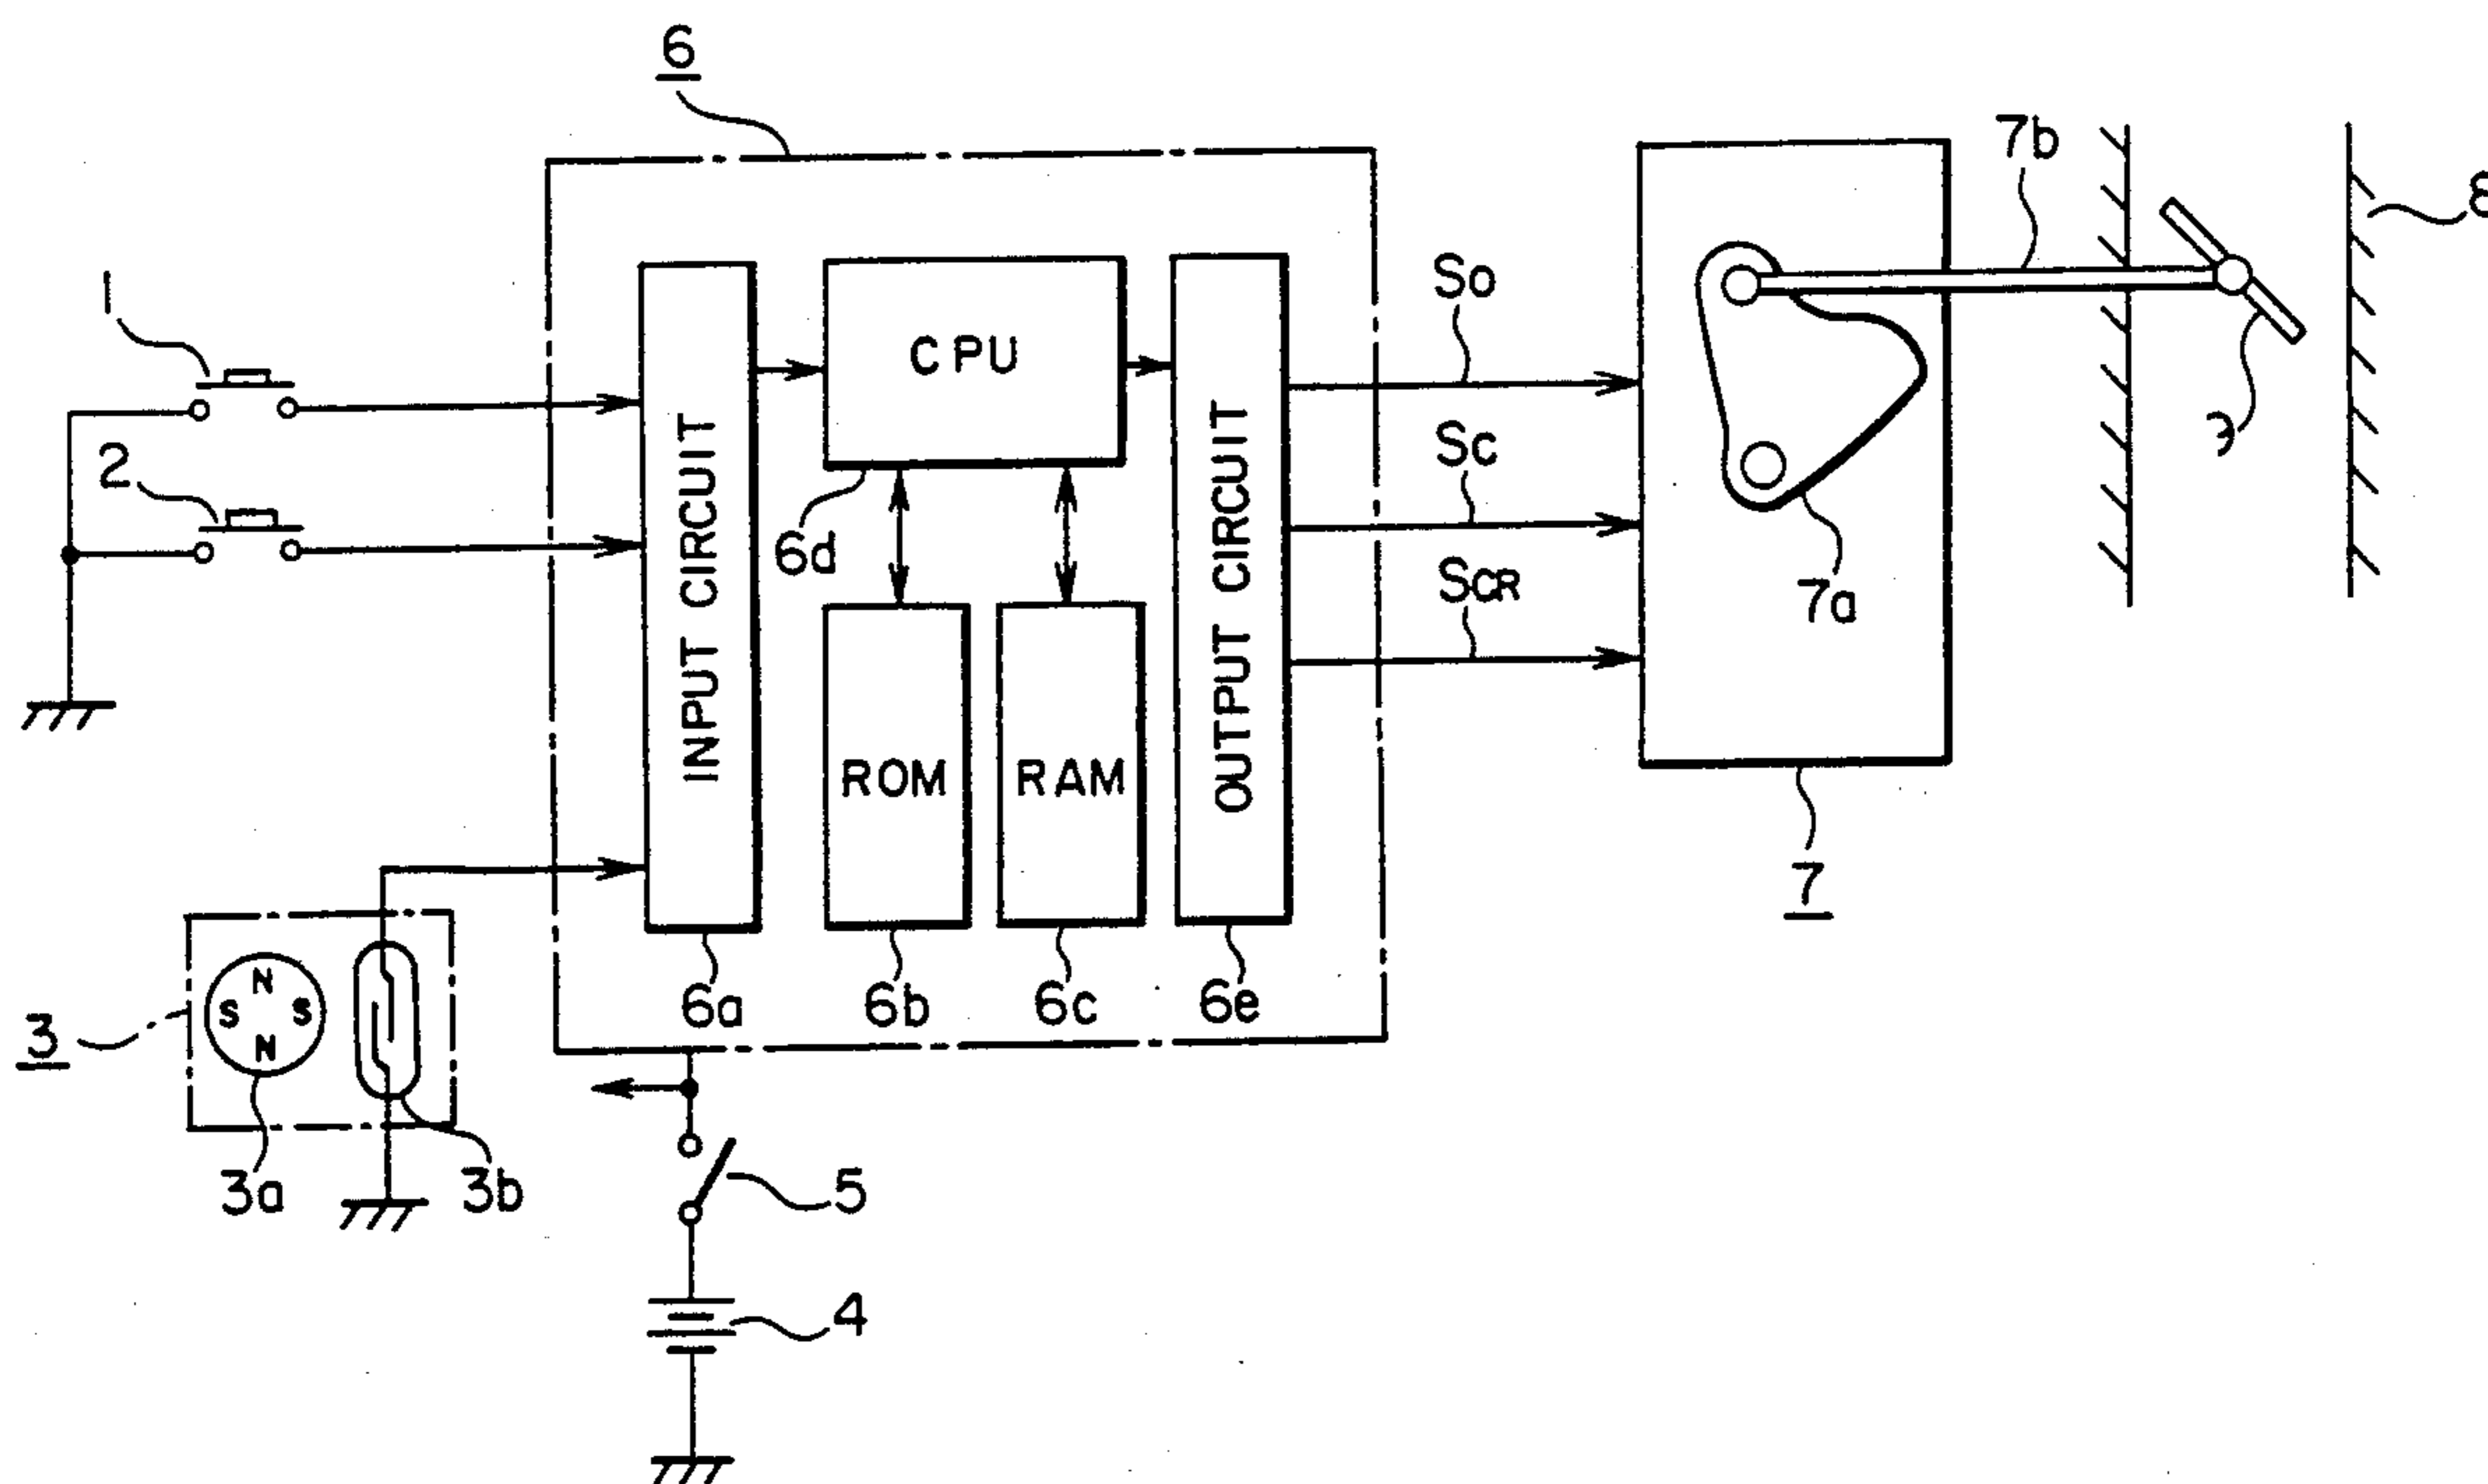 6
7b
8
1
So
CPU
Sc
2
INPUT CIRCUIT
OUTPUT CIRCUIT
6d
SCR
7a
ROM
RAM
7
N
S
S
N
3
6a
6b
6c
6e
3a
3b
5
4